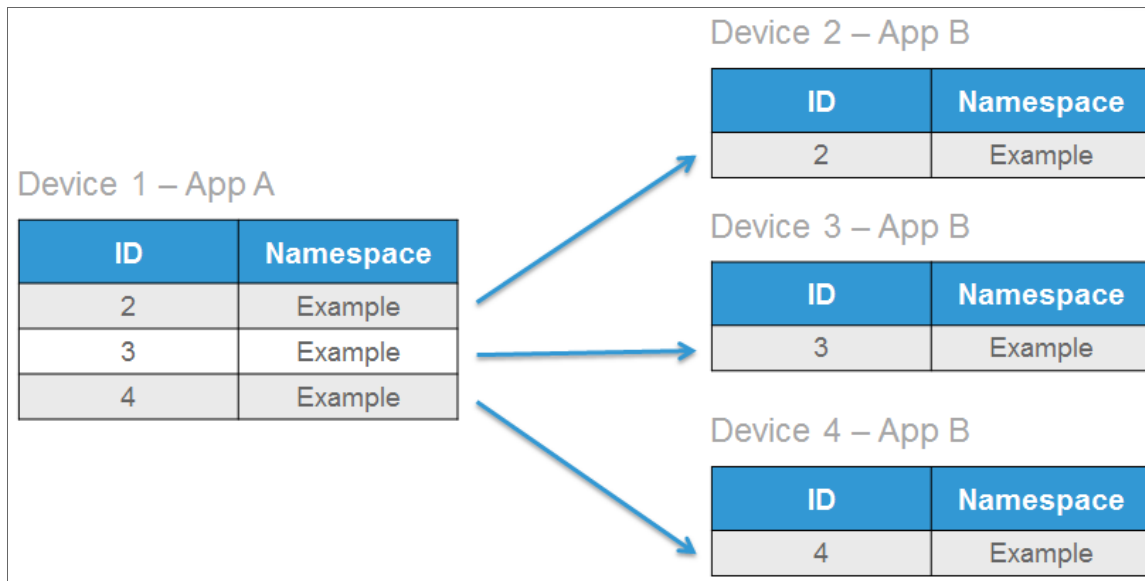 Device 1 – App A
ID Namespace
2 Example
3 Example
4 Example
Device 2 – App B
ID Namespace
2 Example
Device 3 – App B
ID Namespace
3 Example
Device 4 – App B
ID Namespace
4 Example